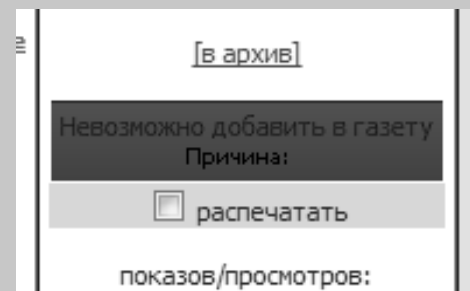 [в архив]
Невозможно добавить в газету
Причина:
распечатать
показов/просмотров: